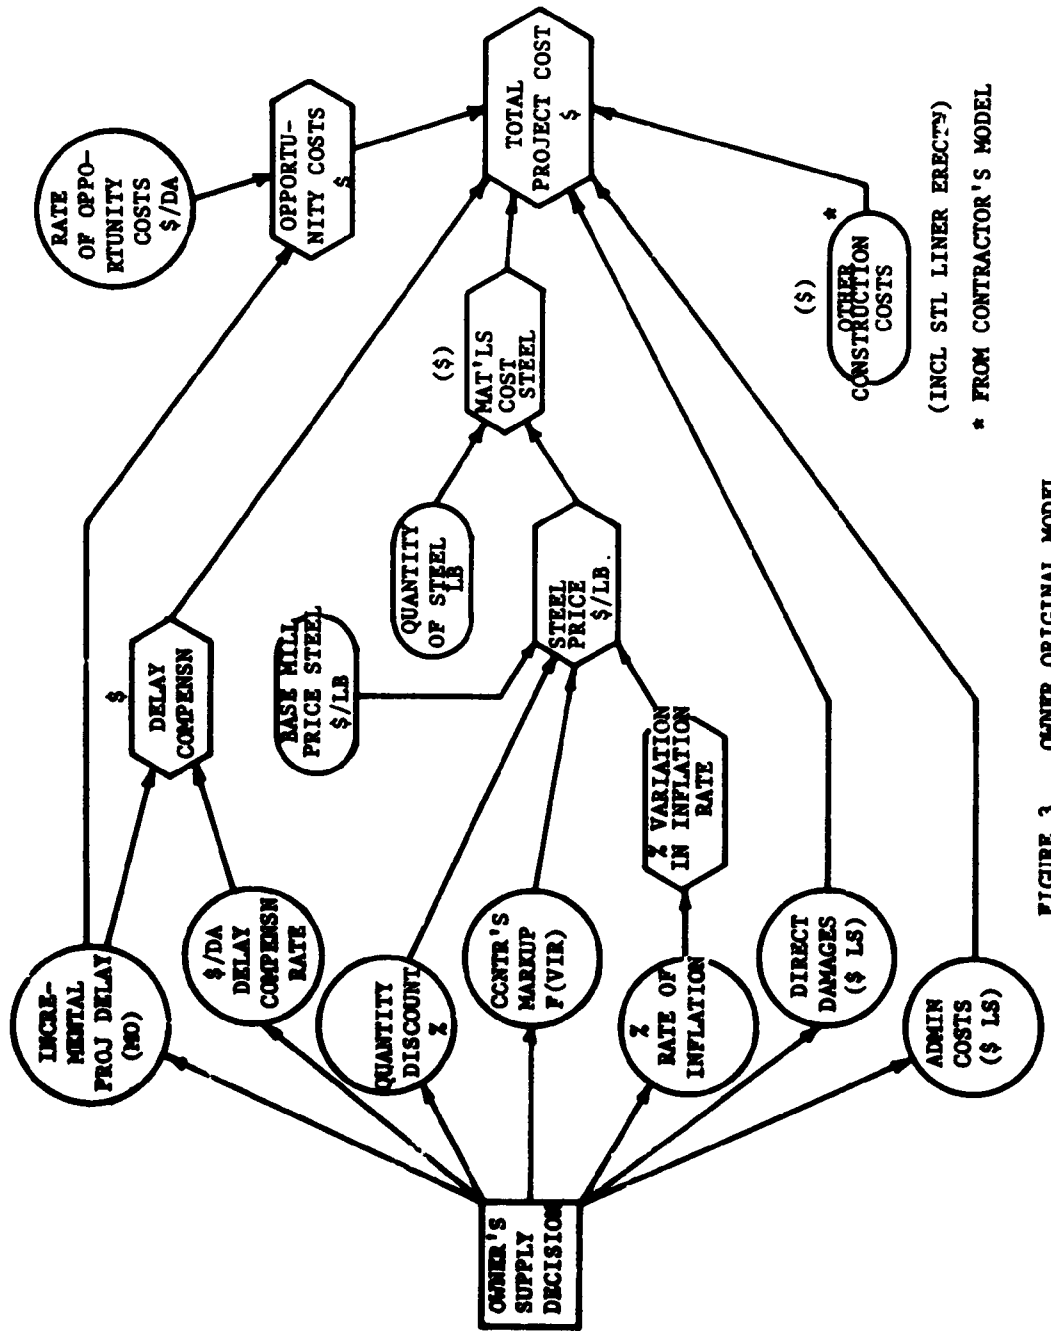 OWNER'S
SUPPLY
DECISION
INCRE-
MENTAL
PROJ DELAY
(MO)
$/DA
DELAY
COMPENSN
RATE
QUANTITY
DISCOUNT
%
CCNTR'S
MARKUP
F(VIR)
%
RATE OF
INFLATION
DIRECT
DAMAGES
($ LS)
ADMIN
COSTS
($ LS)
$
DELAY
COMPENSN
BASE MILL
PRICE STEEL
$/LB
% VARIATION
IN INFLATION
RATE
QUANTITY
OF STEEL
LB
STEEL
PRICE
$/LB.
($)
MAT'LS
COST
STEEL
RATE
OF OPPO-
RTUNITY
COSTS
$/DA
OPPORTU-
NITY COSTS
$
TOTAL
PROJECT COST
$
($)
*
OTHER
CONSTRUCTION
COSTS
(INCL STL LINER ERECT'N)
* FROM CONTRACTOR'S MODEL
FIGURE 3 OWNER ORIGINAL MODEL